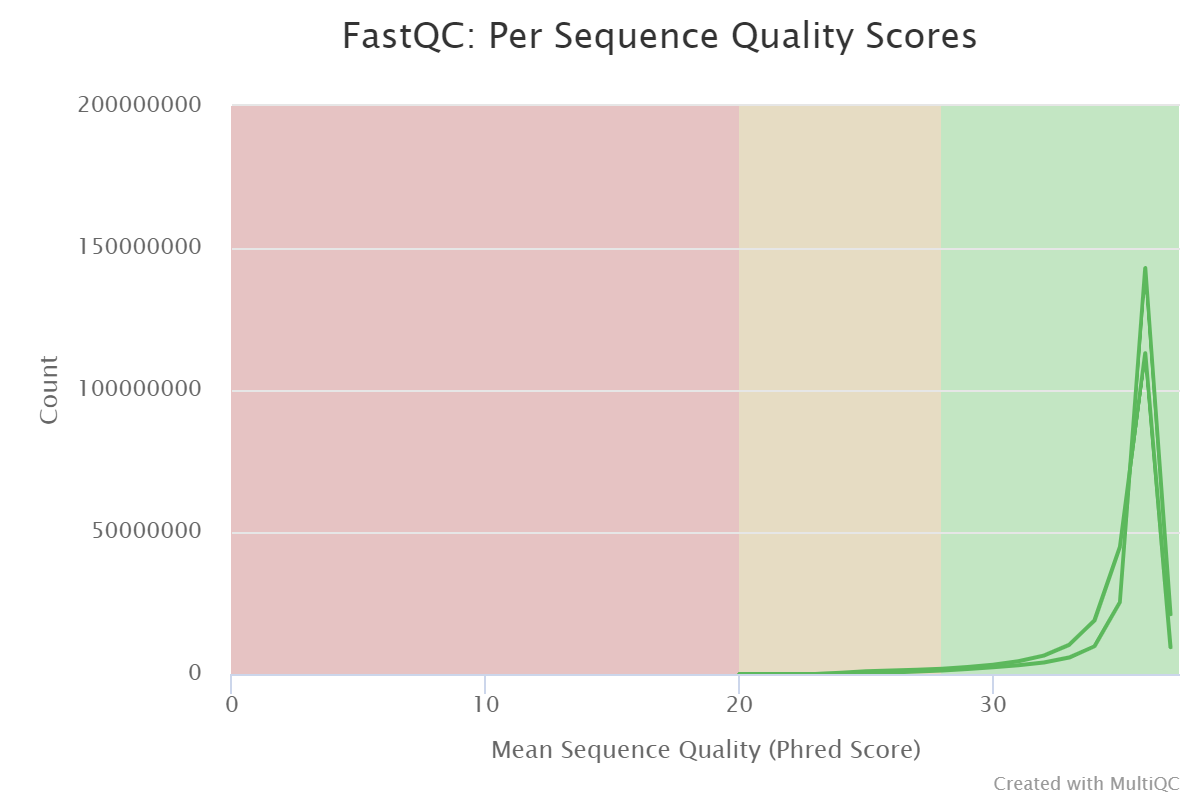 FastQC: Per Sequence Quality Scores
200000000
150000000
100000000
50000000
0
Count
0 10 20 30
Mean Sequence Quality (Phred Score)
Created with MultiQC